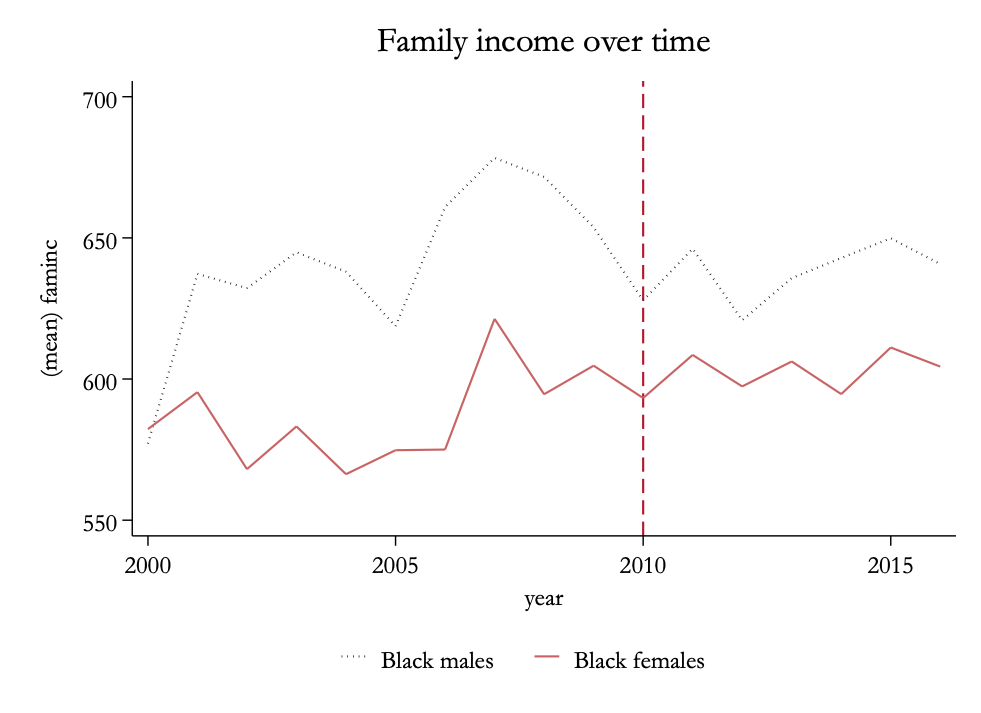 Family income over time
700
650
600
550
(mean) faminc
2000 2005 2010 2015
year
Black males Black females